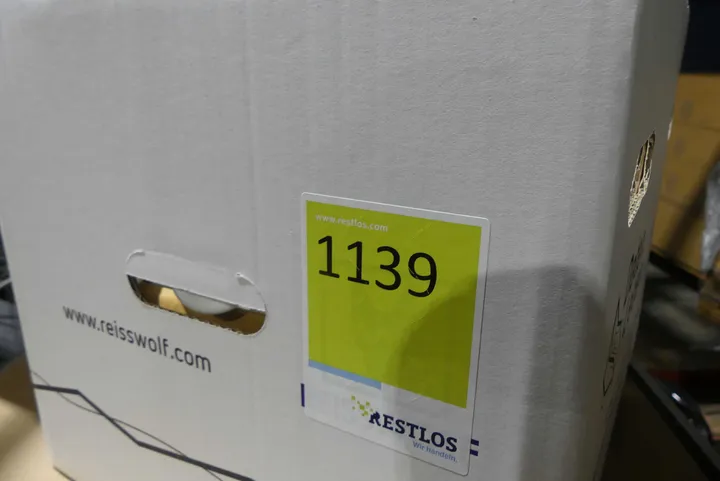 www.restlos.com
1139
www.reisswolf.com
RESTLOS
Wir handeln.